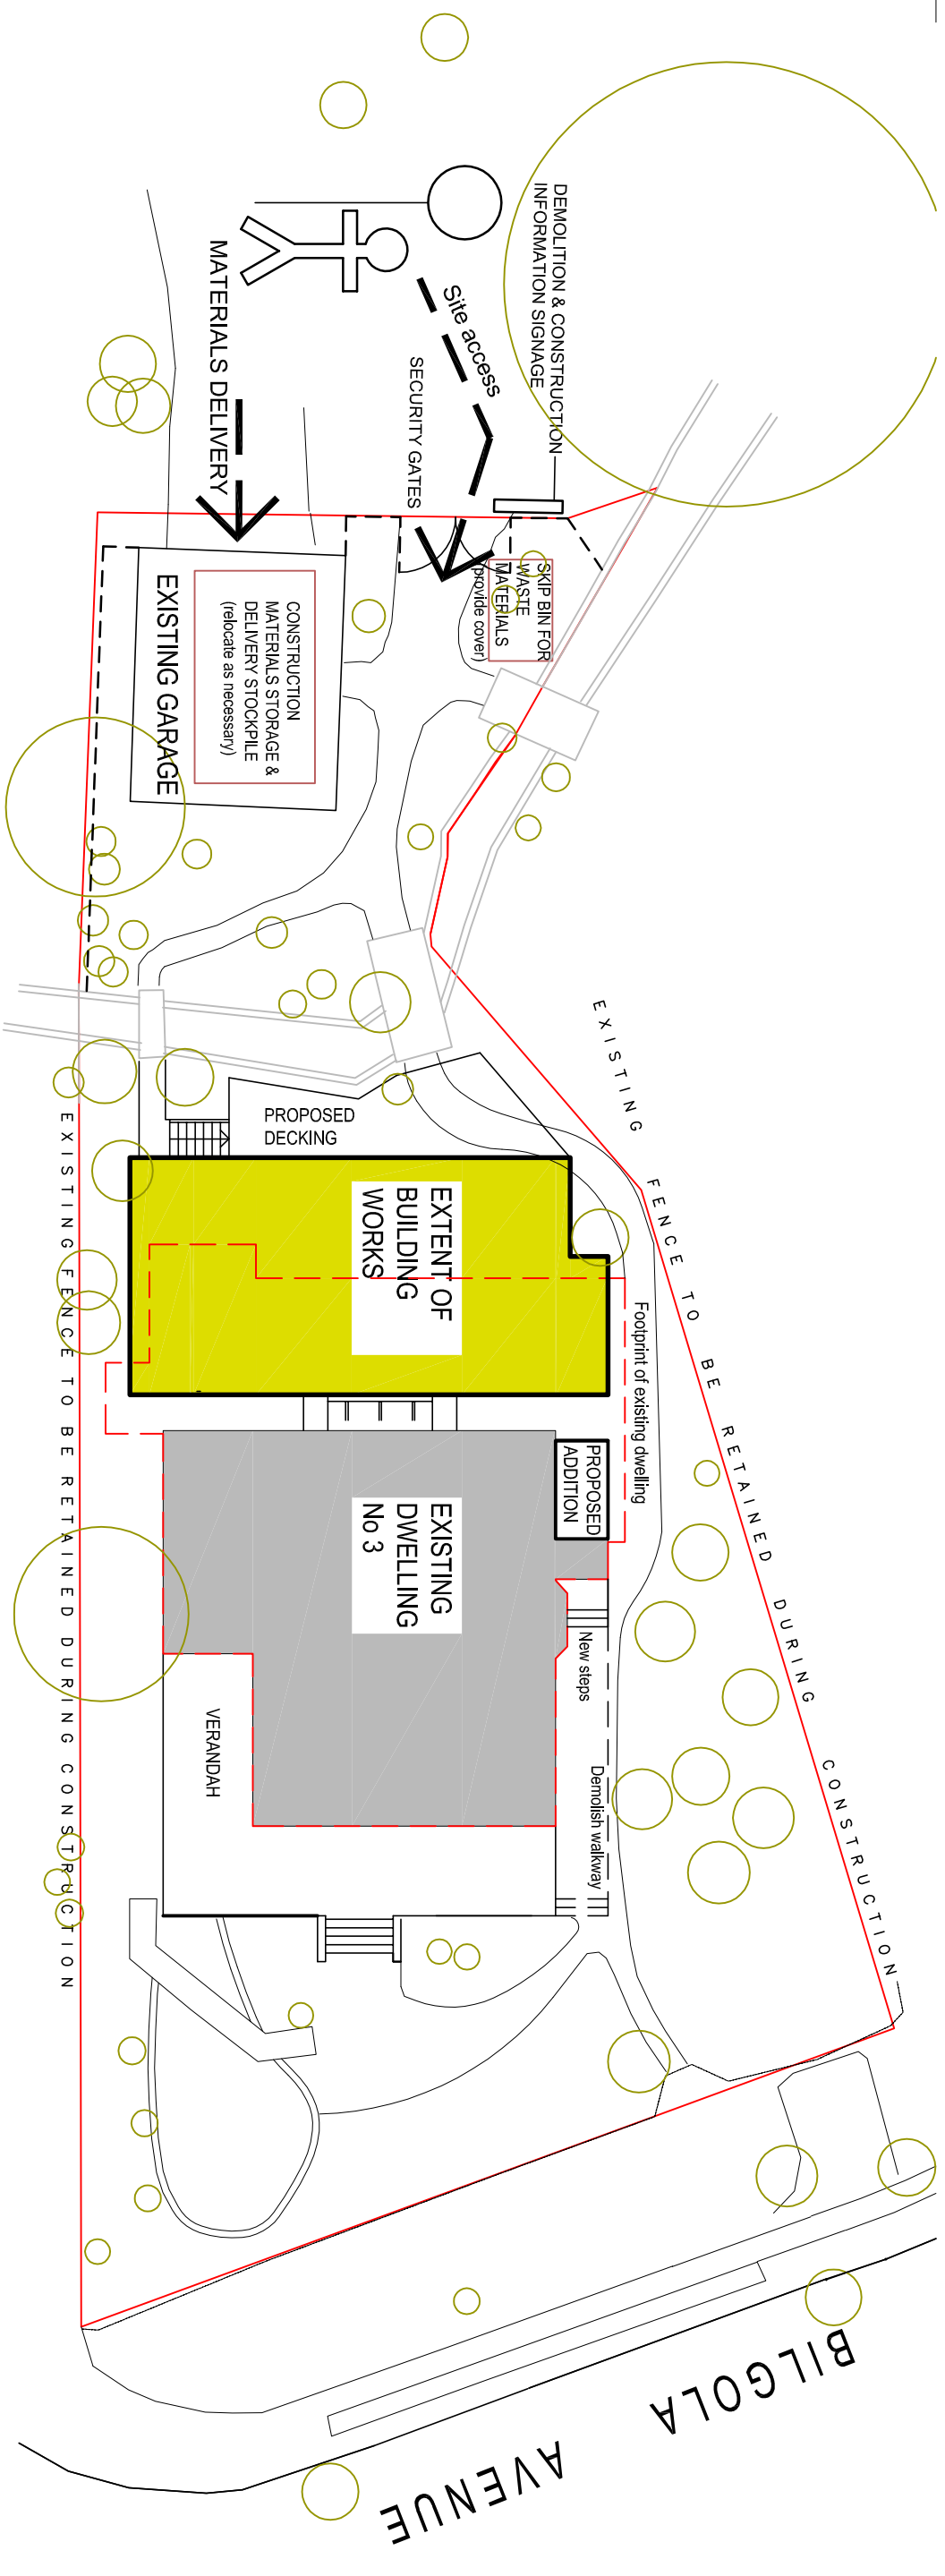 DEMOLITION & CONSTRUCTION
INFORMATION SIGNAGE
Site access
SECURITY GATES
MATERIALS DELIVERY
SKIP BIN FOR
WASTE
MATERIALS
(provide cover)
CONSTRUCTION
MATERIALS STORAGE &
DELIVERY STOCKPILE
(relocate as necessary)
EXISTING GARAGE
EXISTING FENCE TO BE RETAINED DURING CONSTRUCTION
PROPOSED
DECKING
EXTENT OF
BUILDING
WORKS
Footprint of existing dwelling
PROPOSED
ADDITION
EXISTING
DWELLING
No 3
New steps
Demolish walkway
VERANDAH
EXISTING FENCE TO BE RETAINED DURING CONSTRUCTION
BILGOLA AVENUE